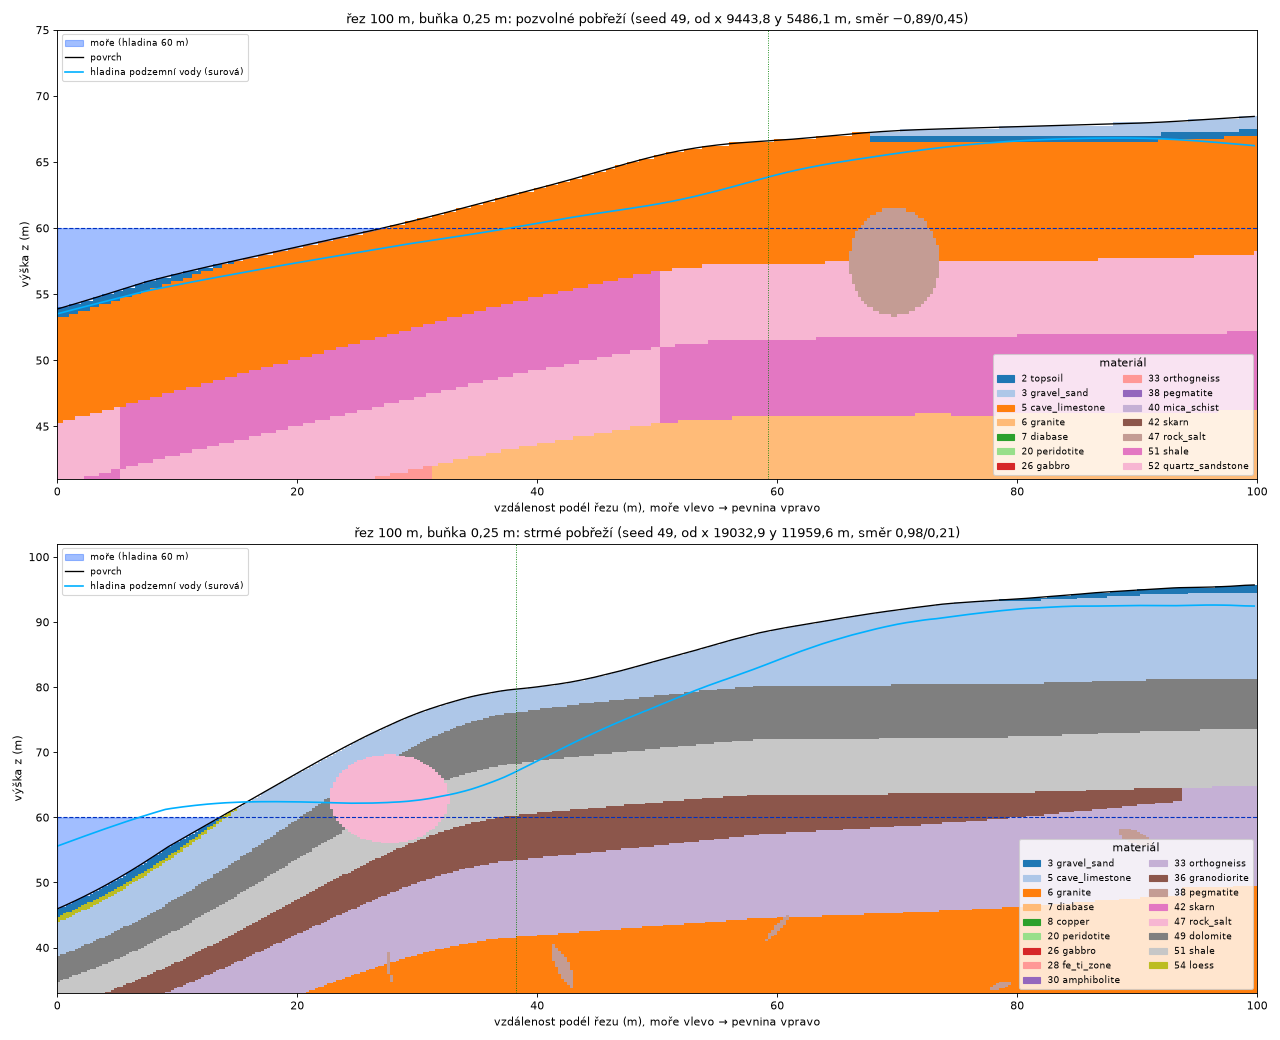 řez 100 m, buňka 0,25 m: pozvolné pobřeží (seed 49, od x 9443,8 y 5486,1 m, směr −0,89/0,45)
75
70
65
60
55
50
45
výška z (m)
moře (hladina 60 m)
povrch
hladina podzemní vody (surová)
materiál
2 topsoil
3 gravel_sand
5 cave_limestone
6 granite
7 diabase
20 peridotite
26 gabbro
33 orthogneiss
38 pegmatite
40 mica_schist
42 skarn
47 rock_salt
51 shale
52 quartz_sandstone
0 20 40 60 80 100
vzdálenost podél řezu (m), moře vlevo → pevnina vpravo
řez 100 m, buňka 0,25 m: strmé pobřeží (seed 49, od x 19032,9 y 11959,6 m, směr 0,98/0,21)
100
90
80
70
60
50
40
výška z (m)
moře (hladina 60 m)
povrch
hladina podzemní vody (surová)
materiál
3 gravel_sand
5 cave_limestone
6 granite
7 diabase
8 copper
20 peridotite
26 gabbro
28 fe_ti_zone
30 amphibolite
33 orthogneiss
36 granodiorite
38 pegmatite
42 skarn
47 rock_salt
49 dolomite
51 shale
54 loess
0 20 40 60 80 100
vzdálenost podél řezu (m), moře vlevo → pevnina vpravo